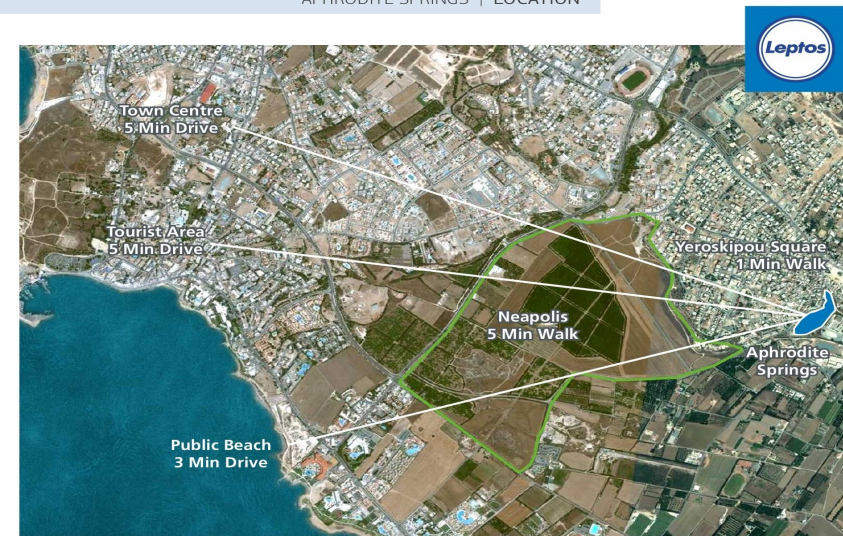 APHRODITE SPRINGS | LOCATION
Leptos
Town Centre
5 Min Drive
Tourist Area
5 Min Drive
Yeroskipou Square
1 Min Walk
Neapolis
5 Min Walk
Aphrodite
Springs
Public Beach
3 Min Drive